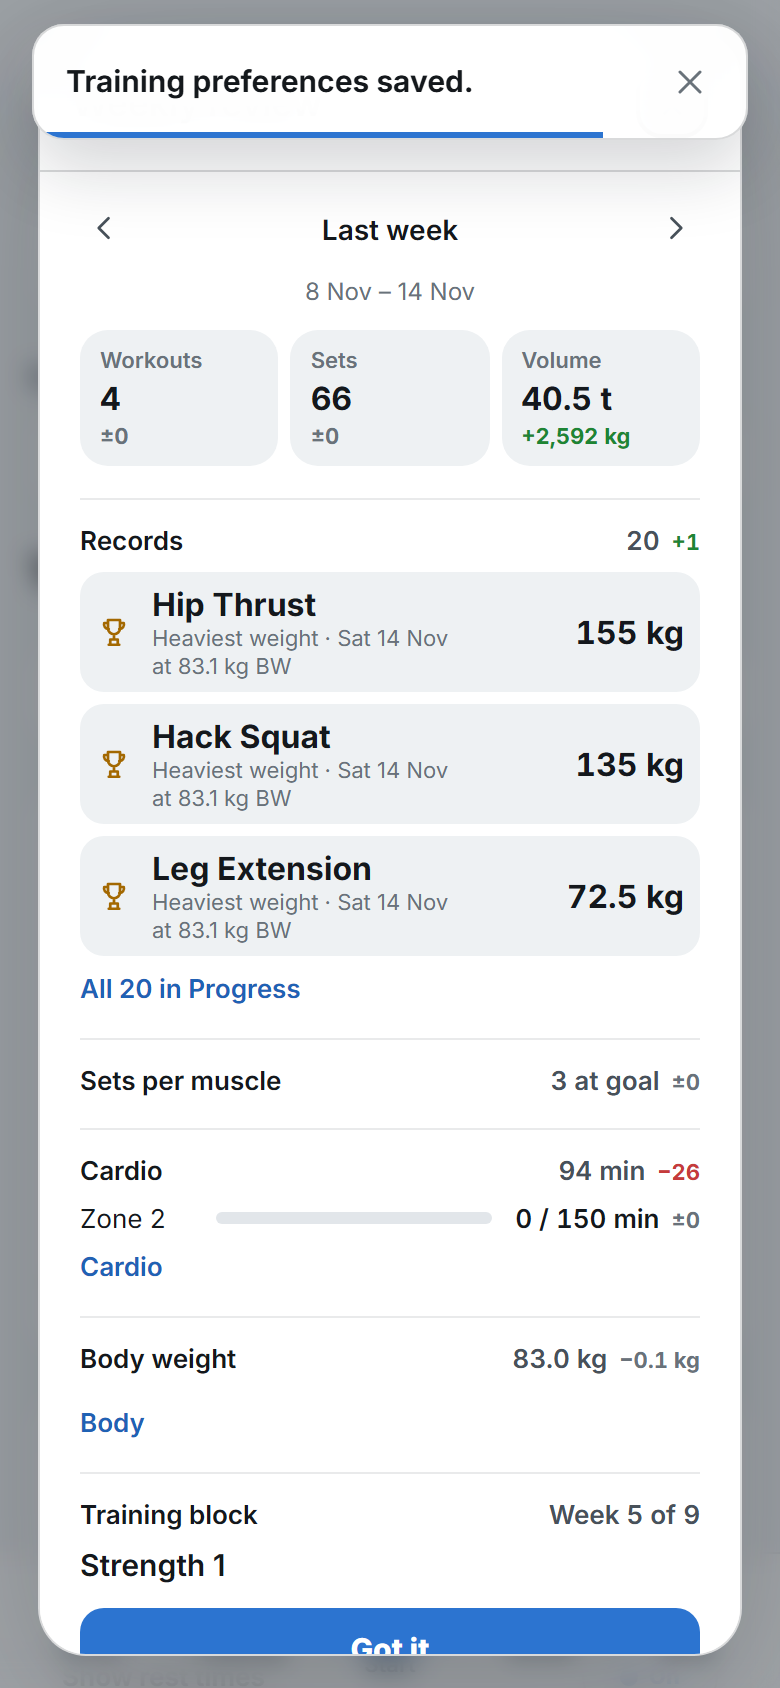 Training preferences saved.
Last week
8 Nov – 14 Nov
Workouts
4
±0
Sets
66
±0
Volume
40.5 t
+2,592 kg
Records 20 +1
Hip Thrust
Heaviest weight · Sat 14 Nov
at 83.1 kg BW
155 kg
Hack Squat
Heaviest weight · Sat 14 Nov
at 83.1 kg BW
135 kg
Leg Extension
Heaviest weight · Sat 14 Nov
at 83.1 kg BW
72.5 kg
All 20 in Progress
Sets per muscle 3 at goal ±0
Cardio 94 min −26
Zone 2 0 / 150 min ±0
Cardio
Body weight 83.0 kg −0.1 kg
Body
Training block Week 5 of 9
Strength 1
Got it
Show rest times